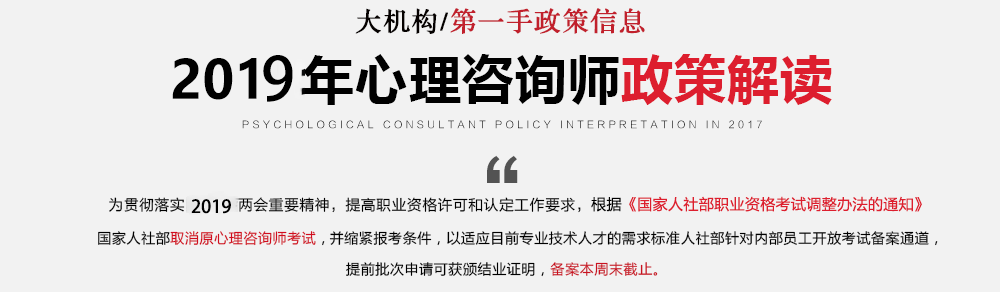 大机构/第一手政策信息
2019年心理咨询师政策解读
PSYCHOLOGICAL CONSULTANT POLICY INTERPRETATION IN 2017
“
为贯彻落实 2019 两会重要精神，提高职业资格许可和认定工作要求，根据《国家人社部职业资格考试调整办法的通知》
国家人社部取消原心理咨询师考试，并缩紧报考条件，以适应目前专业技术人才的需求标准人社部针对内部员工开放考试备案通道，
提前批次申请可获颁结业证明，备案本周末截止。